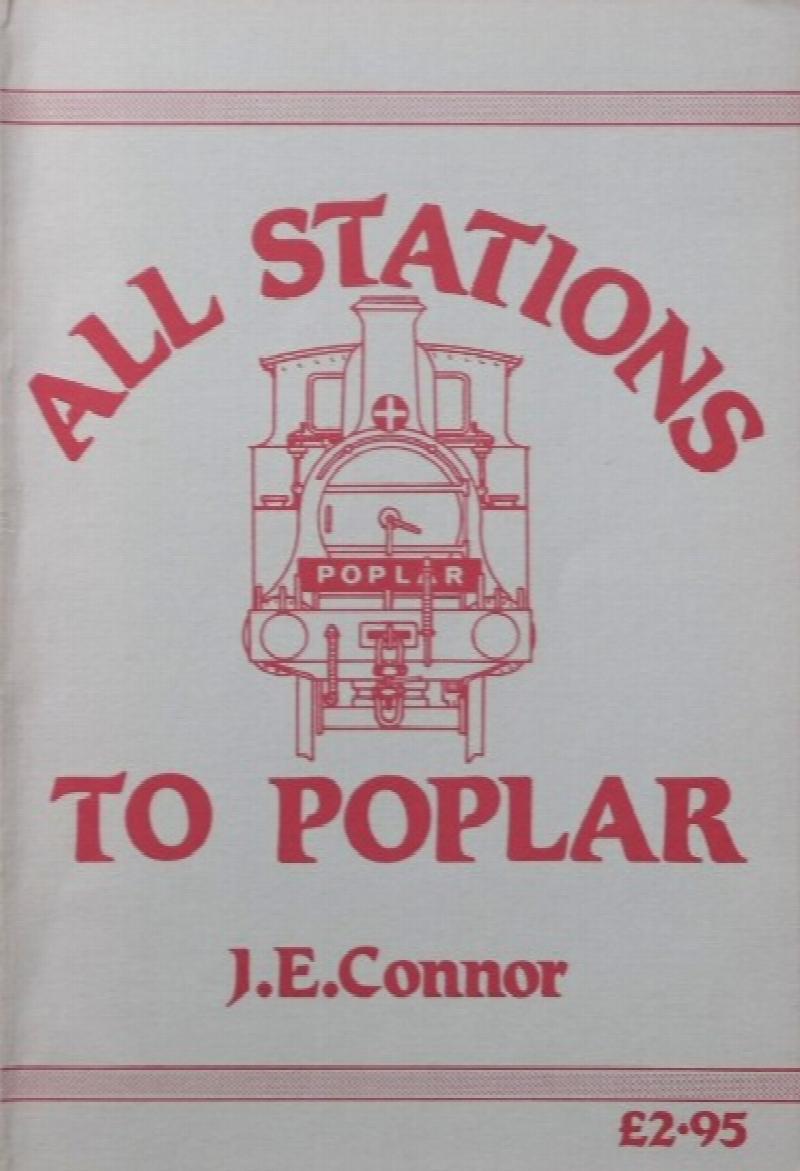 ALL STATIONS
POPLAR
TO POPLAR
J.E.Connor
£2·95